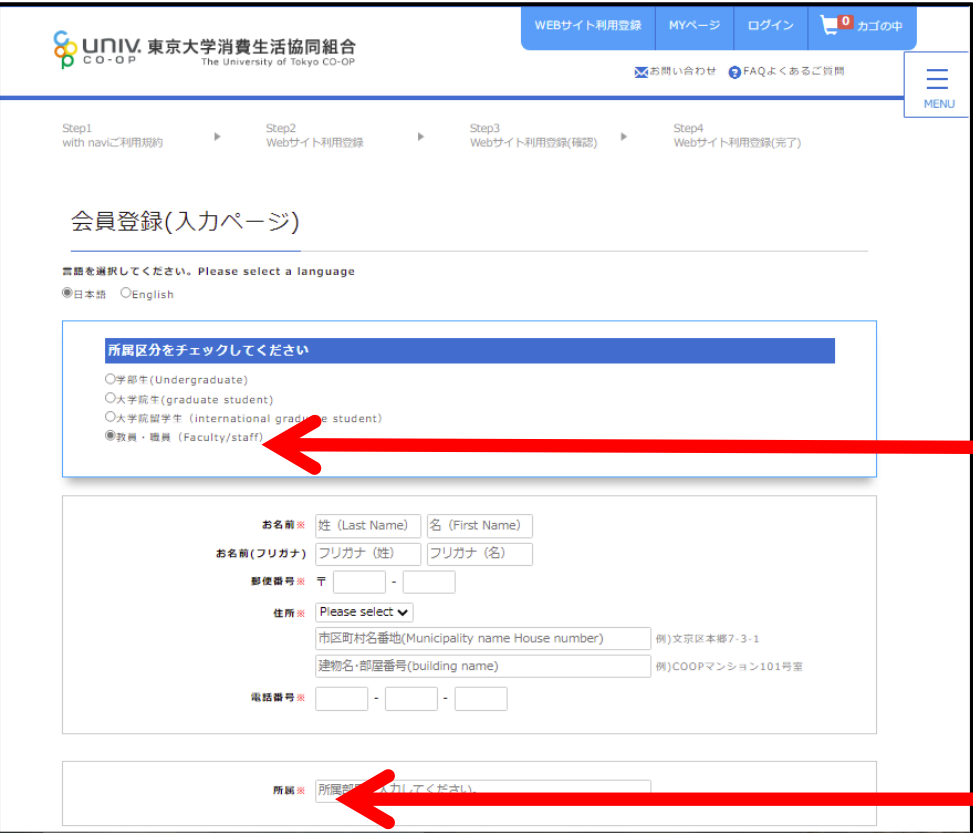 WEBサイト利用登録 MYページ ログイン 0 カゴの中
UNIV. CO-OP 東京大学消費生活協同組合
The University of Tokyo CO-OP
お問い合わせ ?FAQよくあるご質問
MENU
Step1 Step2 Step3 Step4
with naviご利用規約 ▶ Webサイト利用登録 ▶ Webサイト利用登録(確認) ▶ Webサイト利用登録(完了)
会員登録(入力ページ)
言語を選択してください。Please select a language
日本語 English
所属区分をチェックしてください
学部生(Undergraduate)
大学院生(graduate student)
大学院留学生（international graduate student）
教員・職員（Faculty/staff）
お名前※ 姓（Last Name） 名（First Name）
お名前(フリガナ) フリガナ（姓） フリガナ（名）
郵便番号※ 〒 -
住所※ Please select
市区町村名番地(Municipality name House number) 例)文京区本郷7-3-1
建物名・部屋番号(building name) 例)COOPマンション101号室
電話番号※ - -
所属※ 所属部 入力してください。